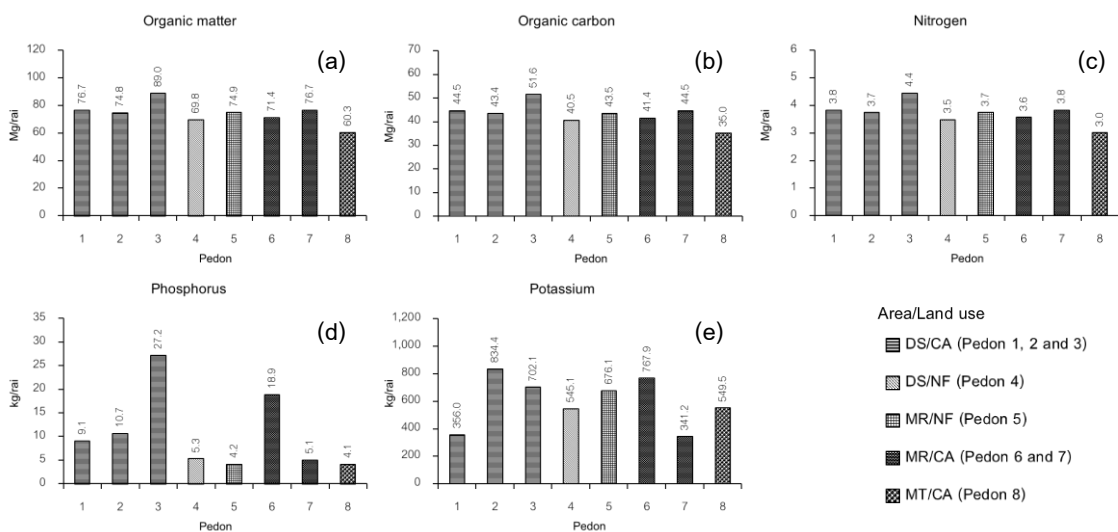 Organic matter
(a)
Mg/rai
120
100
80
60
40
20
0
76.7
74.8
89.0
69.8
74.9
71.4
76.7
60.3
1 2 3 4 5 6 7 8
Pedon
Organic carbon
(b)
Mg/rai
70
60
50
40
30
20
10
0
44.5
43.4
51.6
40.5
43.5
41.4
44.5
35.0
1 2 3 4 5 6 7 8
Pedon
Nitrogen
(c)
Mg/rai
6
5
4
3
2
1
0
3.8
3.7
4.4
3.5
3.7
3.6
3.8
3.0
1 2 3 4 5 6 7 8
Pedon
Phosphorus
(d)
kg/rai
35
30
25
20
15
10
5
0
9.1
10.7
27.2
5.3
4.2
18.9
5.1
4.1
1 2 3 4 5 6 7 8
Pedon
Potassium
(e)
kg/rai
1,200
1,000
800
600
400
200
0
356.0
834.4
702.1
545.1
676.1
767.9
341.2
549.5
1 2 3 4 5 6 7 8
Pedon
Area/Land use
DS/CA (Pedon 1, 2 and 3)
DS/NF (Pedon 4)
MR/NF (Pedon 5)
MR/CA (Pedon 6 and 7)
MT/CA (Pedon 8)